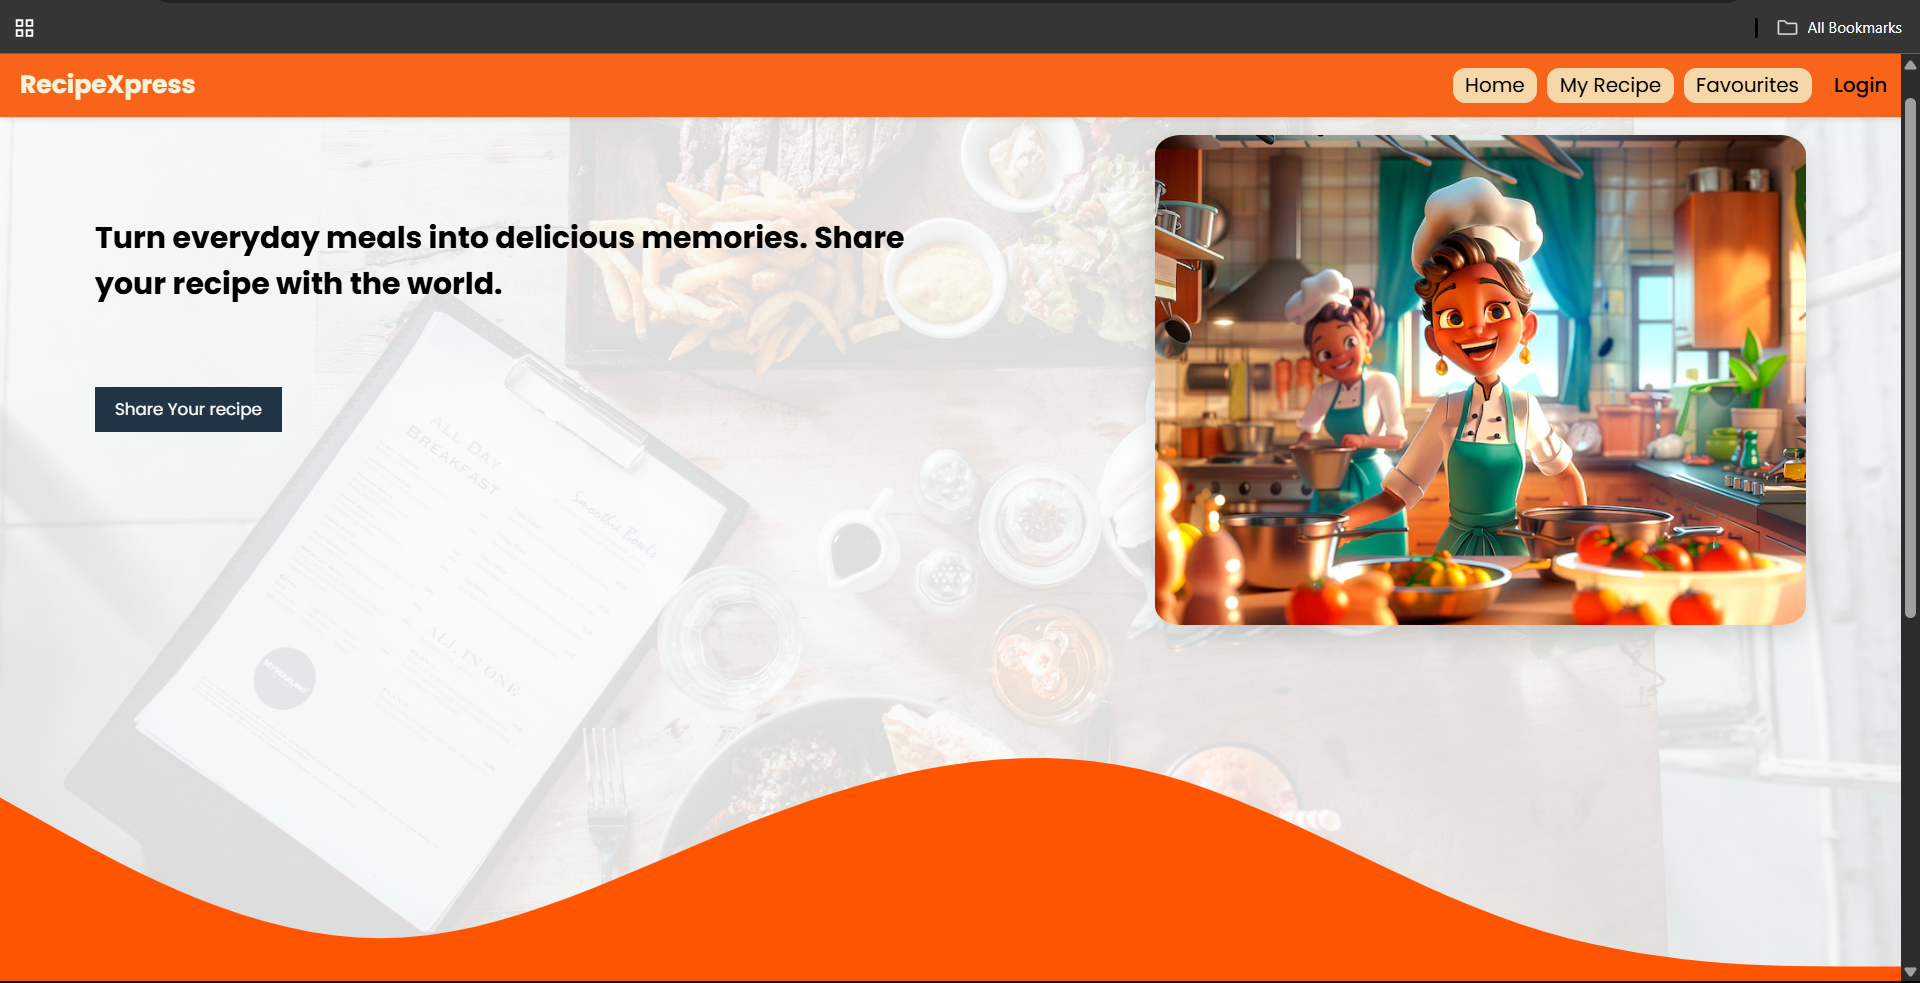 All Bookmarks
RecipeXpress
Home
My Recipe
Favourites
Login
Turn everyday meals into delicious memories. Share
your recipe with the world.
Share Your recipe
ALL DAY
BREAKFAST
Smoothie Bowls
ALL IN ONE